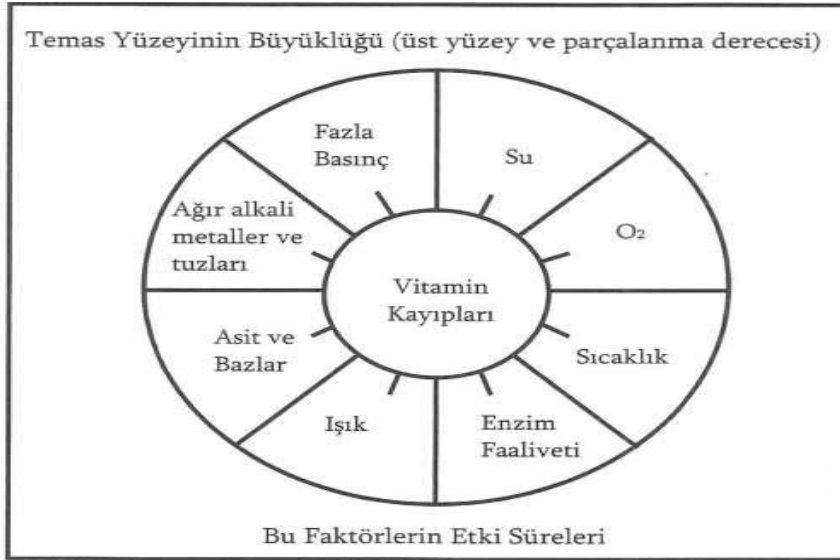 Temas Yüzeyinin Büyüklüğü (üst yüzey ve parçalanma derecesi)
Fazla
Basınç
Su
O₂
Sıcaklık
Enzim
Faaliveti
Işık
Asit ve
Bazlar
Ağır alkali
metaller ve
tuzları
Vitamin
Kayıpları
Bu Faktörlerin Etki Süreleri